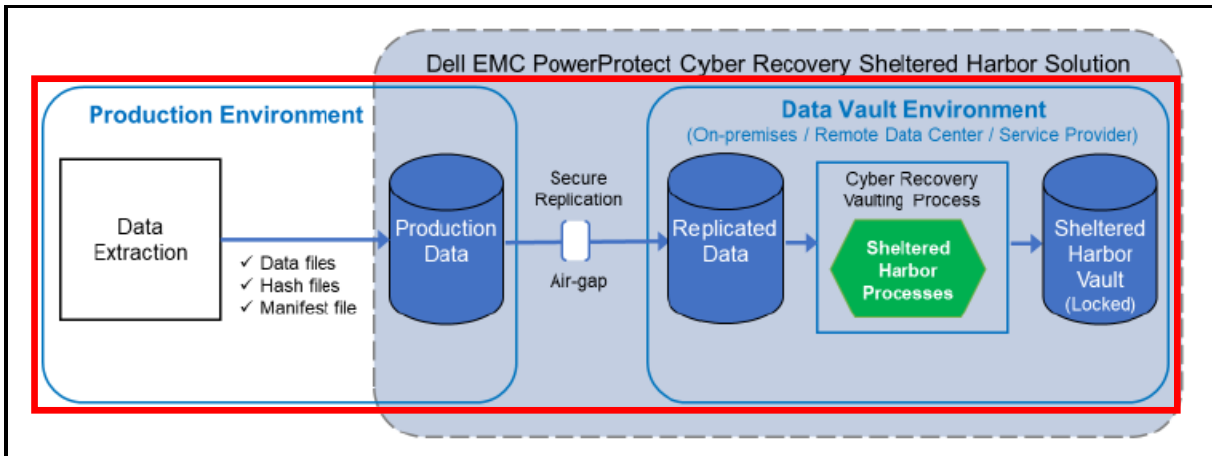 Dell EMC PowerProtect Cyber Recovery Sheltered Harbor Solution
Production Environment
Data
Extraction
✓ Data files
✓ Hash files
✓ Manifest file
Production
Data
Secure
Replication
Air-gap
Data Vault Environment
(On-premises / Remote Data Center / Service Provider)
Replicated
Data
Cyber Recovery
Vaulting Process
Sheltered
Harbor
Processes
Sheltered
Harbor
Vault
(Locked)